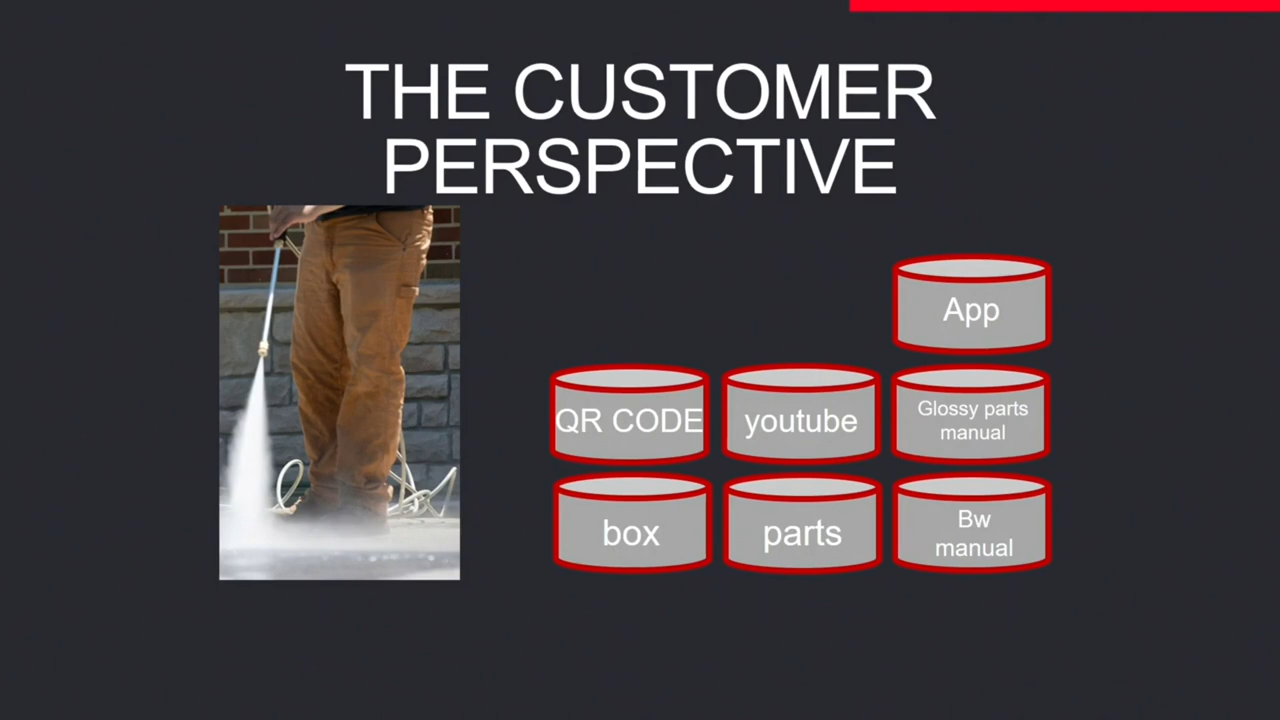 THE CUSTOMER
PERSPECTIVE
App
QR CODE
youtube
Glossy parts
manual
box
parts
Bw
manual